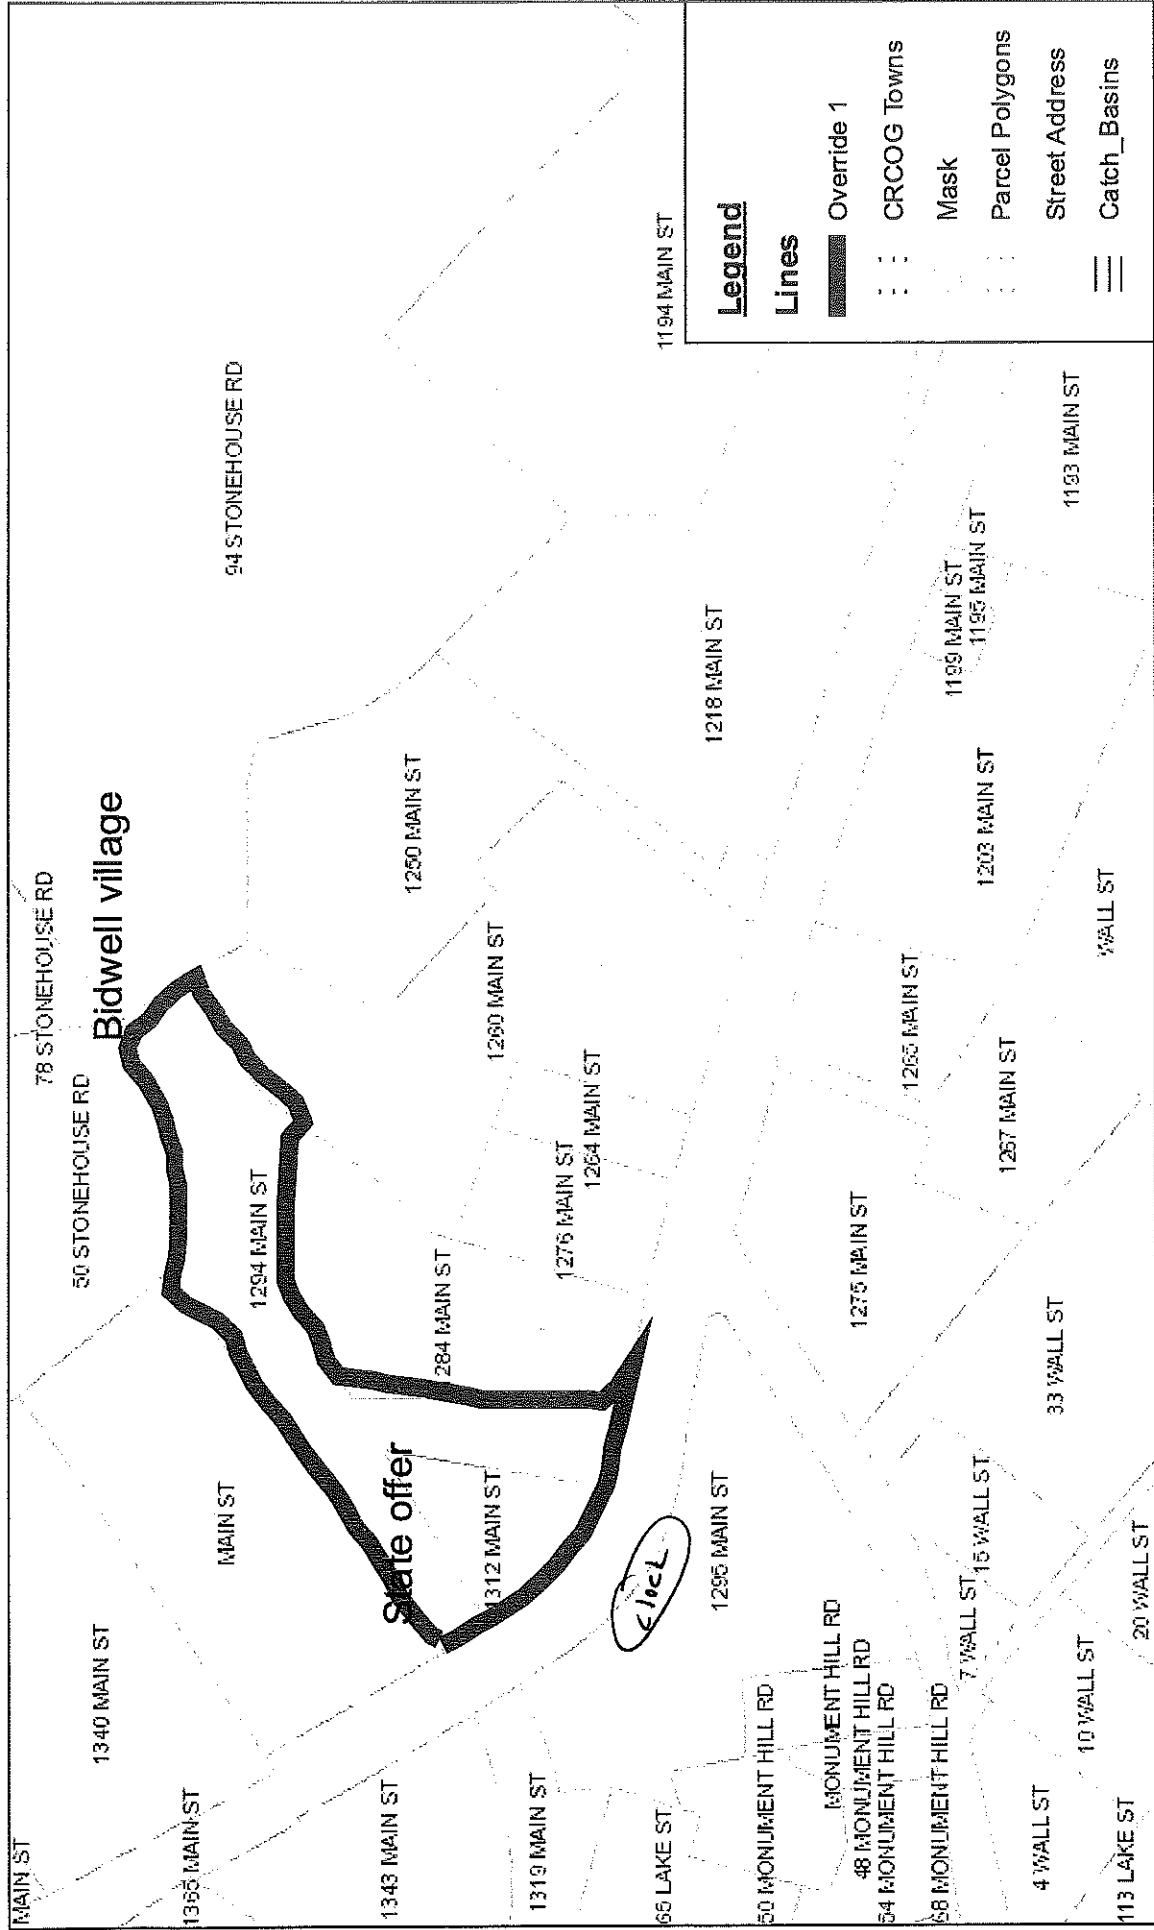 MAIN ST
1365 MAIN ST
1343 MAIN ST
1319 MAIN ST
65 LAKE ST
50 MONUMENT HILL RD
MONUMENT HILL RD
48 MONUMENT HILL RD
54 MONUMENT HILL RD
68 MONUMENT HILL RD
4 WALL ST
113 LAKE ST
1340 MAIN ST
MAIN ST
State offer
1312 MAIN ST
clock
1295 MAIN ST
7 WALL ST
15 WALL ST
10 WALL ST
20 WALL ST
50 STONEHOUSE RD
78 STONEHOUSE RD
Bidwell village
1294 MAIN ST
284 MAIN ST
1276 MAIN ST
1264 MAIN ST
1260 MAIN ST
1250 MAIN ST
1275 MAIN ST
33 WALL ST
1265 MAIN ST
1267 MAIN ST
1203 MAIN ST
WALL ST
94 STONEHOUSE RD
1218 MAIN ST
1199 MAIN ST
1195 MAIN ST
1193 MAIN ST
1194 MAIN ST
Legend
Lines
Override 1
CRCOG Towns
Mask
Parcel Polygons
Street Address
Catch_Basins